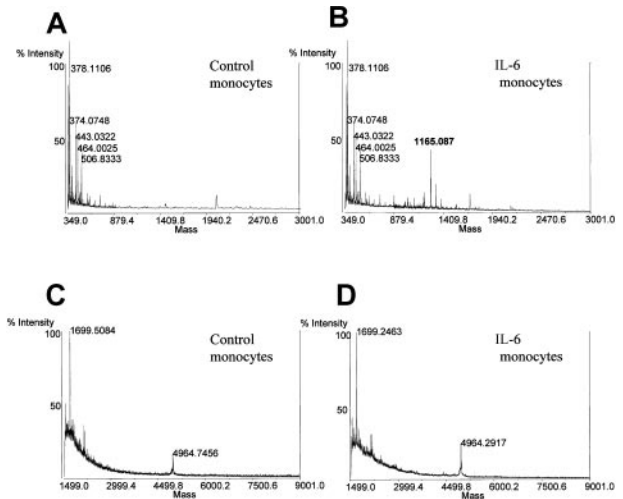 A
% Intensity
100
378.1106
Control
monocytes
374.0748
443.0322
50
464.0025
506.8333
349.0 879.4 1409.8 1940.2 2470.6 3001.0
Mass
B
% Intensity
100
378.1106
IL-6
monocytes
374.0748
443.0322
50
464.0025
1165.087
506.8333
349.0 879.4 1409.8 1940.2 2470.6 3001.0
Mass
C
% Intensity
100
1699.5084
Control
monocytes
50
4964.7456
1499.0 2999.4 4499.8 6000.2 7500.6 9001.0
Mass
D
% Intensity
100
1699.2463
IL-6
monocytes
50
4964.2917
1499.0 2999.4 4499.8 6000.2 7500.6 9001.0
Mass